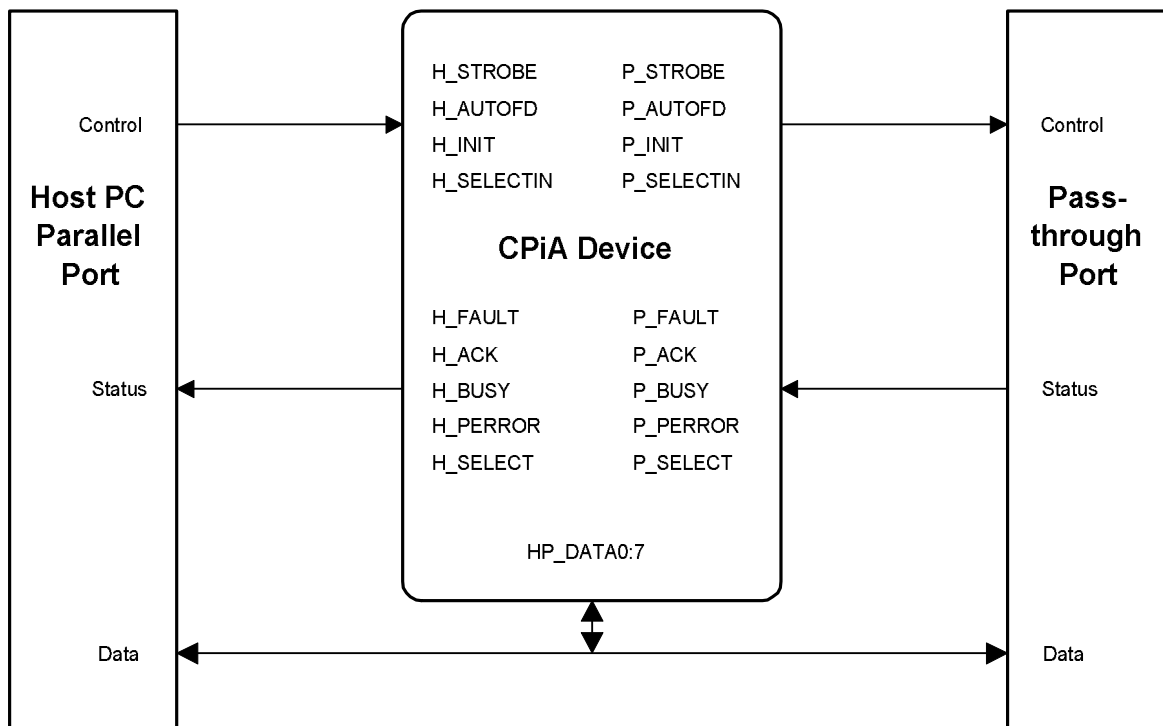 H_STROBE P_STROBE
H_AUTOFD P_AUTOFD
Control H_INIT P_INIT Control
H_SELECTIN P_SELECTIN
Host PC
Parallel
Port
CPiA Device
Pass-
through
Port
H_FAULT P_FAULT
H_ACK P_ACK
Status H_BUSY P_BUSY Status
H_PERROR P_PERROR
H_SELECT P_SELECT
HP_DATA0:7
Data Data